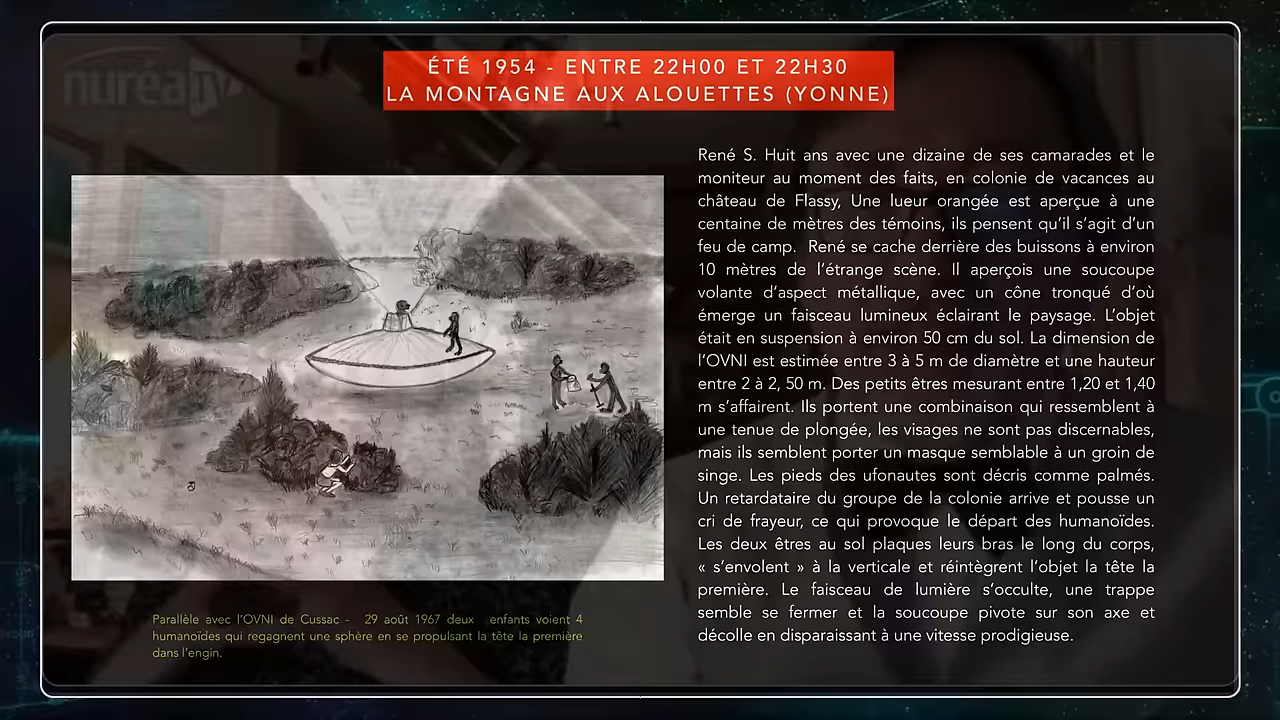 nuréa TV
ÉTÉ 1954 - ENTRE 22H00 ET 22H30
LA MONTAGNE AUX ALOUETTES (YONNE)
René S. Huit ans avec une dizaine de ses camarades et le
moniteur au moment des faits, en colonie de vacances au
château de Flassy, Une lueur orangée est aperçue à une
centaine de mètres des témoins, ils pensent qu'il s'agit d'un
feu de camp.  René se cache derrière des buissons à environ
10 mètres de l'étrange scène. Il aperçois une soucoupe
volante d'aspect métallique, avec un cône tronqué d'où
émerge un faisceau lumineux éclairant le paysage. L'objet
était en suspension à environ 50 cm du sol. La dimension de
l'OVNI est estimée entre 3 à 5 m de diamètre et une hauteur
entre 2 à 2, 50 m. Des petits êtres mesurant entre 1,20 et 1,40
m s'affairent. Ils portent une combinaison qui ressemblent à
une tenue de plongée, les visages ne sont pas discernables,
mais ils semblent porter un masque semblable à un groin de
singe. Les pieds des ufonautes sont décris comme palmés.
Un retardataire du groupe de la colonie arrive et pousse un
cri de frayeur, ce qui provoque le départ des humanoïdes.
Les deux êtres au sol plaques leurs bras le long du corps,
« s'envolent » à la verticale et réintègrent l'objet la tête la
première. Le faisceau de lumière s'occulte, une trappe
semble se fermer et la soucoupe pivote sur son axe et
décolle en disparaissant à une vitesse prodigieuse.
Parallèle avec l'OVNI de Cussac -  29 août 1967 deux  enfants voient 4
humanoïdes qui regagnent une sphère en se propulsant la tête la première
dans l'engin.